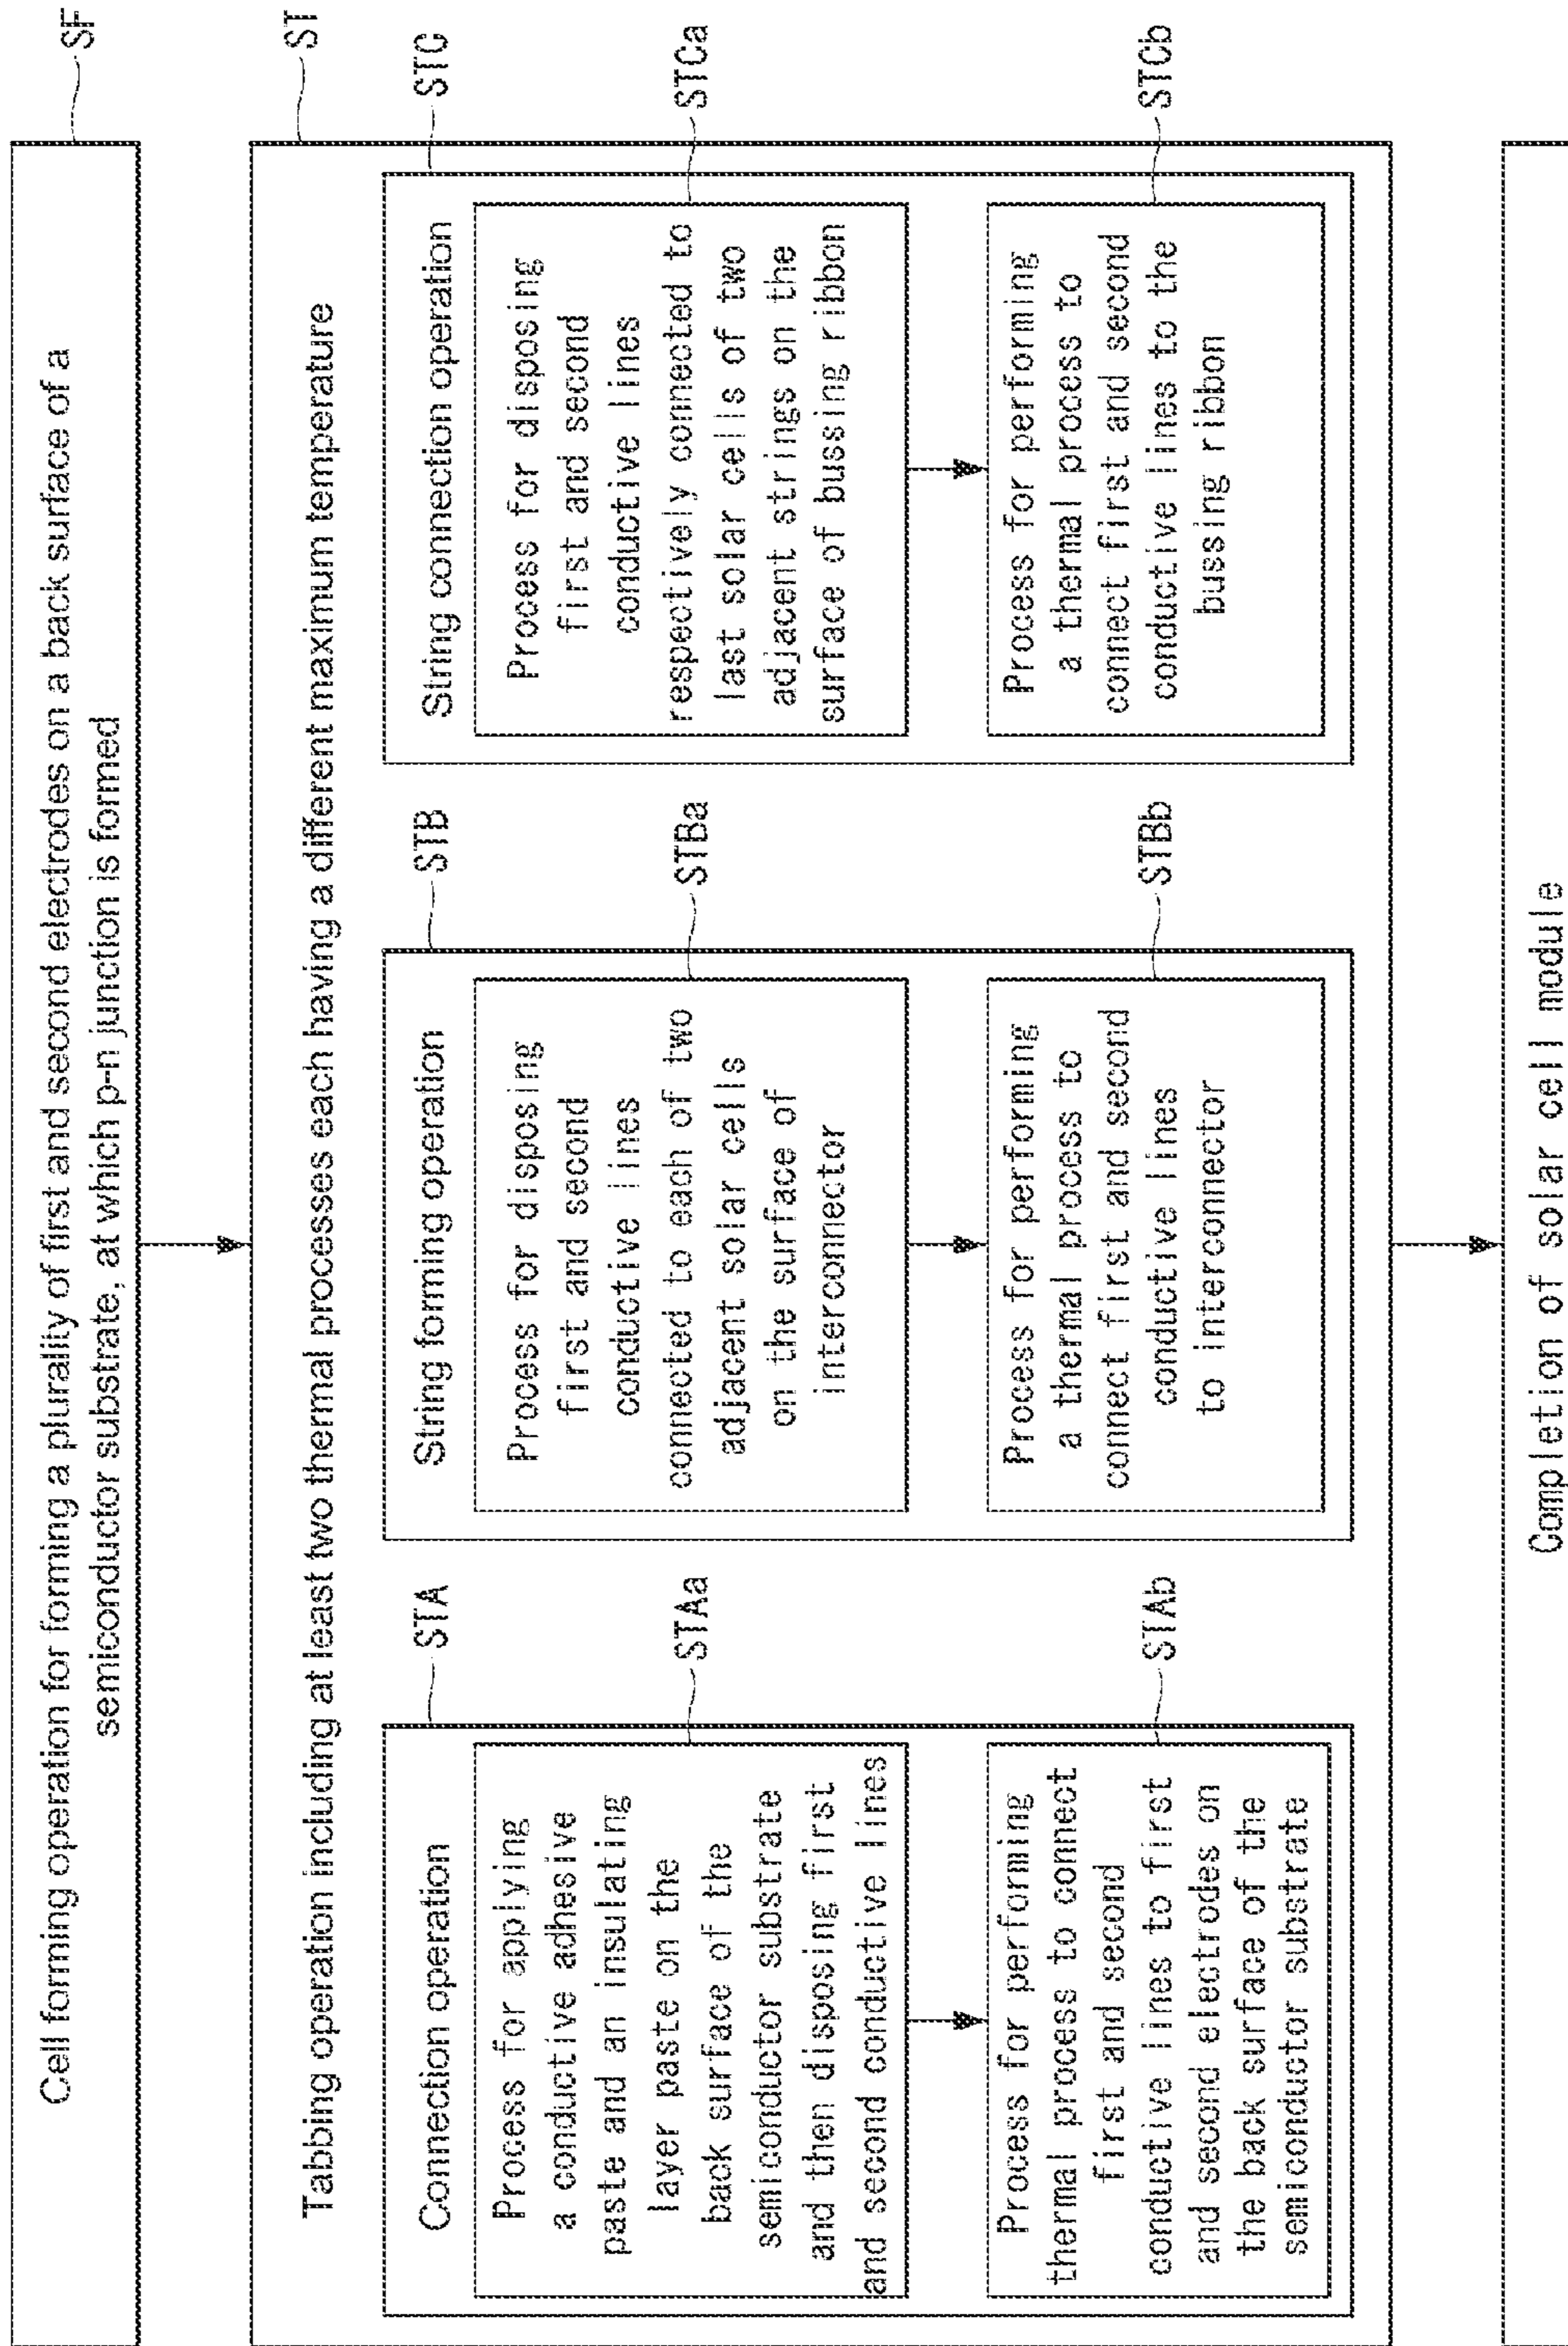 Cell forming operation for forming a plurality of first and second electrodes on a back surface of a
semiconductor substrate, at which p-n junction is formed
SF
Tabbing operation including at least two thermal processes each having a different maximum temperature
ST
Connection operation
STA
Process for applying
a conductive adhesive
paste and an insulating
layer paste on the
back surface of the
semiconductor substrate
and then disposing first
and second conductive lines
STAa
Process for performing
thermal process to connect
first and second
conductive lines to first
and second electrodes on
the back surface of the
semiconductor substrate
STAb
String forming operation
STB
Process for disposing
first and second
conductive lines
connected to each of two
adjacent solar cells
on the surface of
interconnector
STBa
Process for performing
a thermal process to
connect first and second
conductive lines
to interconnector
STBb
String connection operation
STC
Process for disposing
first and second
conductive lines
respectively connected to
last solar cells of two
adjacent strings on the
surface of bussing ribbon
STCa
Process for performing
a thermal process to
connect first and second
conductive lines to the
bussing ribbon
STCb
Completion of solar cell module